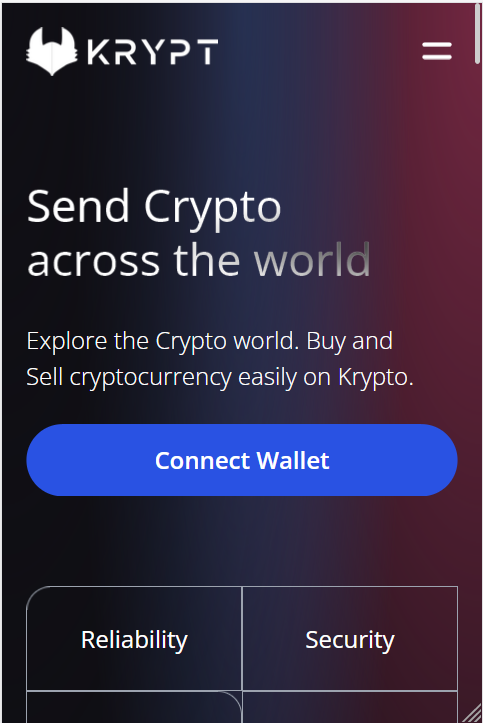 KRYPT
Send Crypto
across the world
Explore the Crypto world. Buy and
Sell cryptocurrency easily on Krypto.
Connect Wallet
Reliability
Security